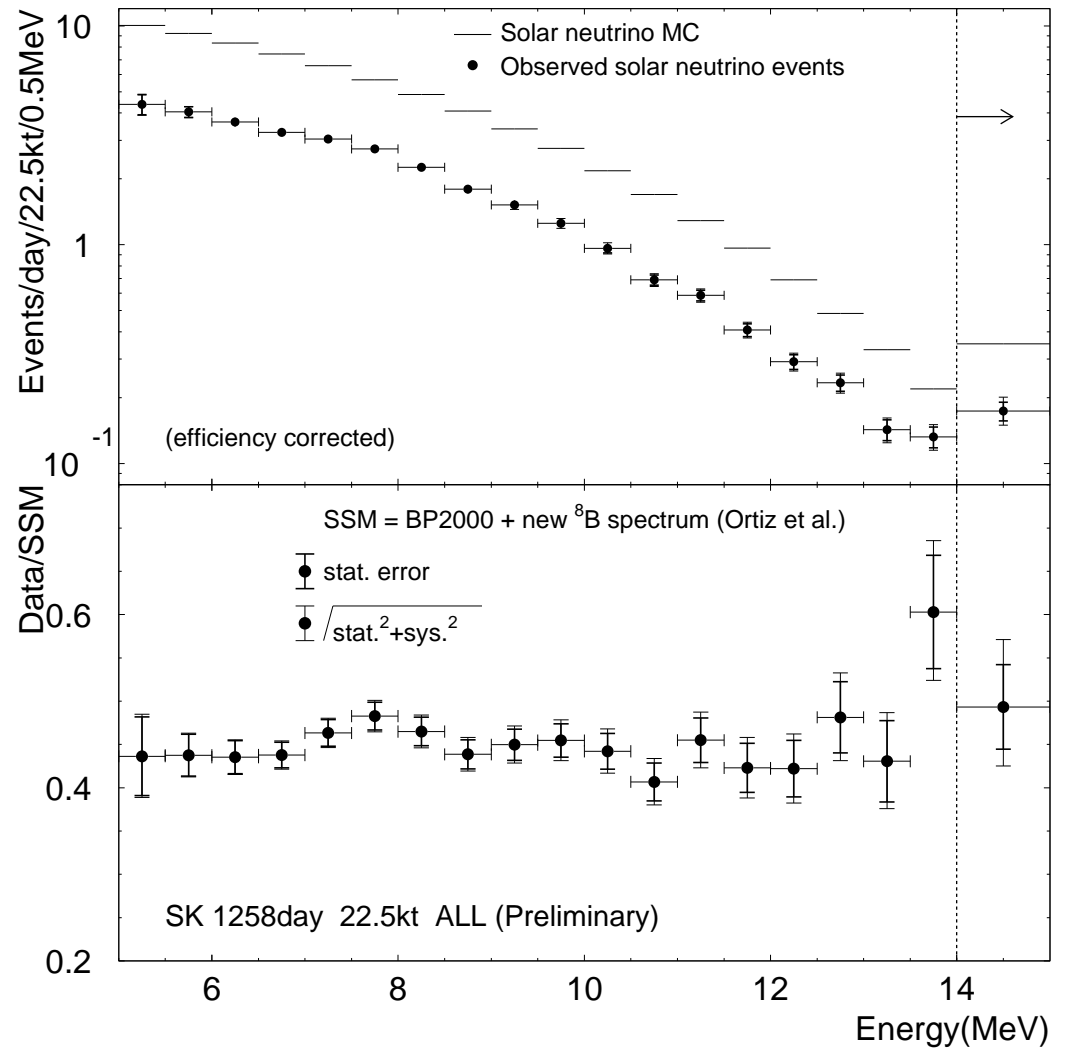 Events/day/22.5kt/0.5MeV
10
1
10
-1
Solar neutrino MC
Observed solar neutrino events
(efficiency corrected)
Data/SSM
0.6
0.4
0.2
SSM = BP2000 + new ⁸B spectrum (Ortiz et al.)
stat. error
√stat.²+sys.²
SK 1258day 22.5kt ALL (Preliminary)
6 8 10 12 14
Energy(MeV)